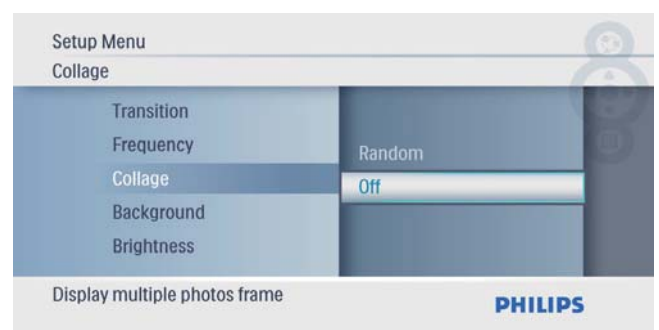 Setup Menu
Collage
Transition
Frequency
Collage
Background
Brightness
Random
Off
Display multiple photos frame
PHILIPS